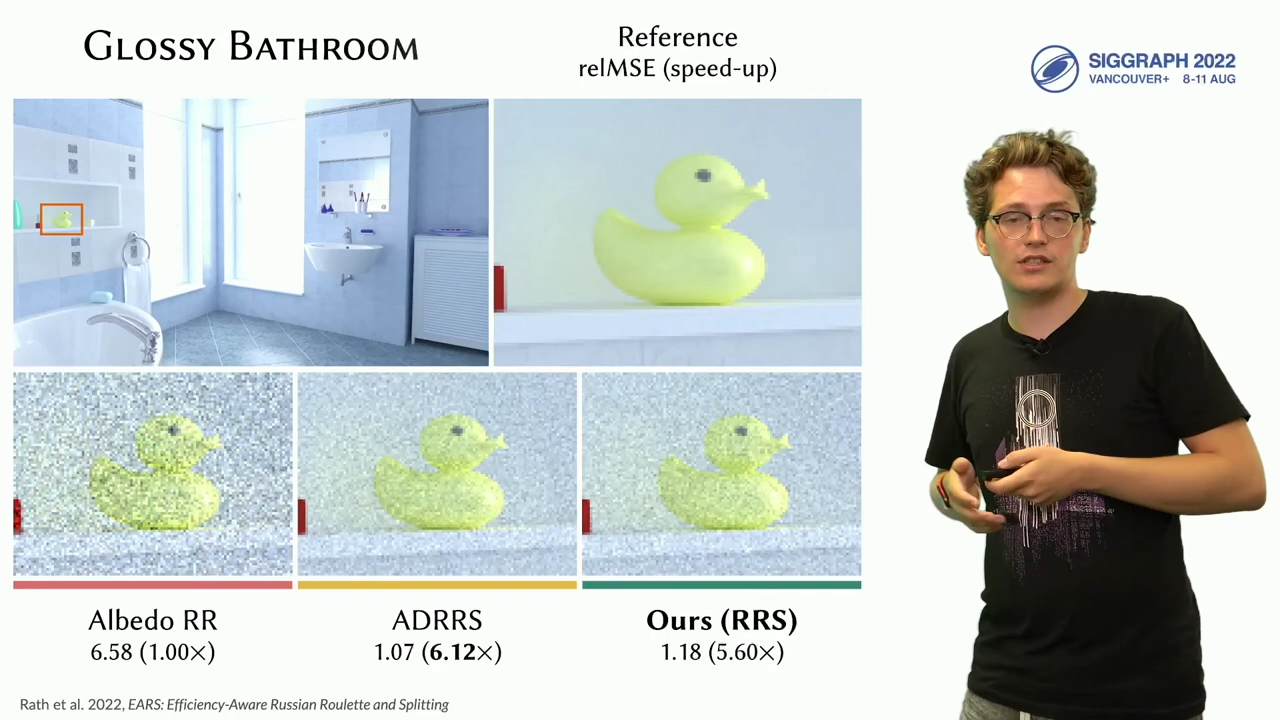 GLOSSY BATHROOM
Reference
relMSE (speed-up)
SIGGRAPH 2022
VANCOUVER+ 8-11 AUG
Albedo RR
6.58 (1.00×)
ADRRS
1.07 (6.12×)
Ours (RRS)
1.18 (5.60×)
Rath et al. 2022, EARS: Efficiency-Aware Russian Roulette and Splitting